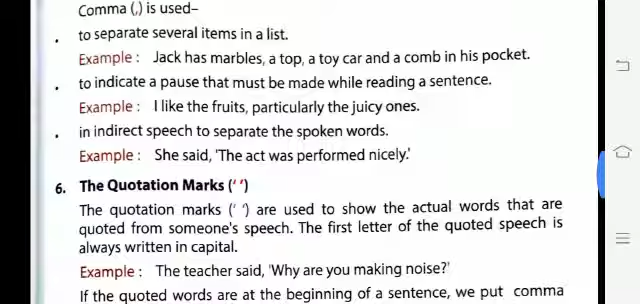 Comma (,) is used–
• to separate several items in a list.
Example : Jack has marbles, a top, a toy car and a comb in his pocket.
• to indicate a pause that must be made while reading a sentence.
Example : I like the fruits, particularly the juicy ones.
• in indirect speech to separate the spoken words.
Example : She said, 'The act was performed nicely.'
6. The Quotation Marks (‘ ’)
The quotation marks (‘ ’) are used to show the actual words that are
quoted from someone's speech. The first letter of the quoted speech is
always written in capital.
Example : The teacher said, 'Why are you making noise?'
If the quoted words are at the beginning of a sentence, we put comma